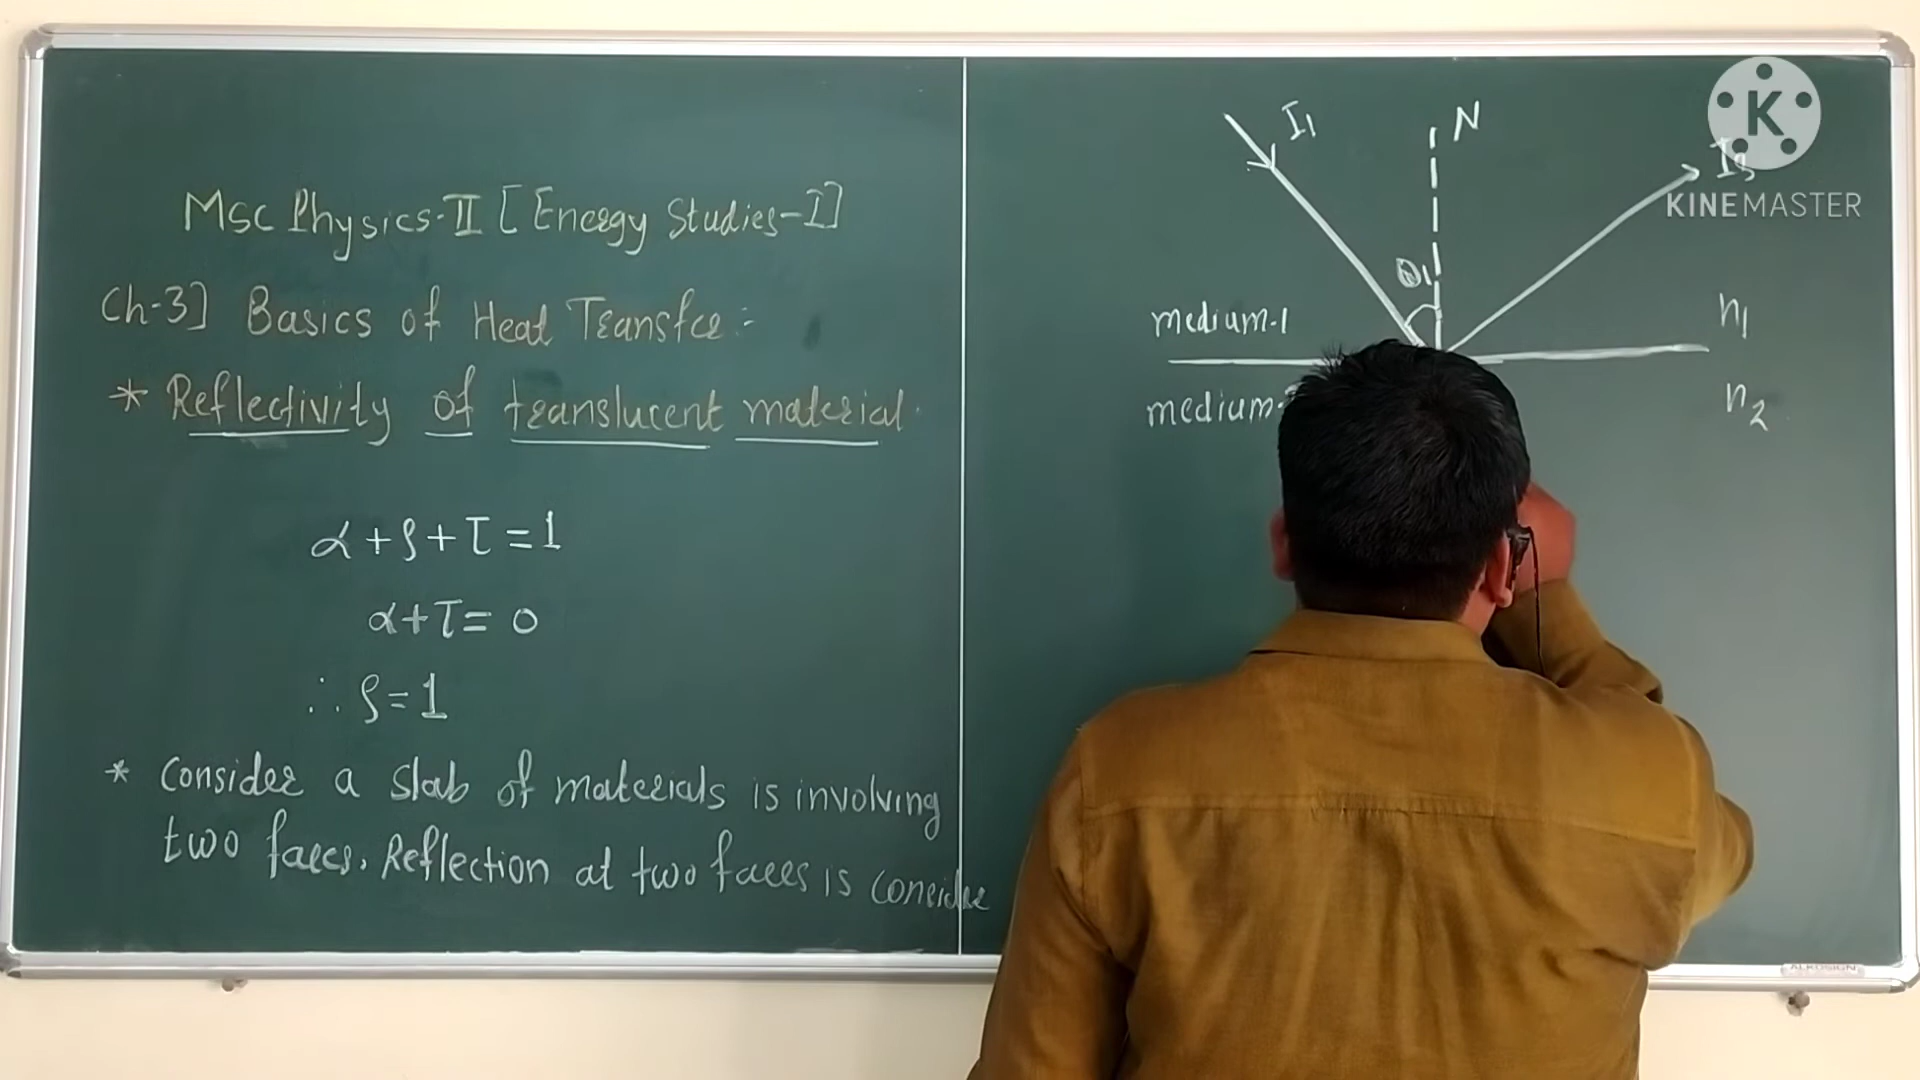 Msc Physics-II [Energy Studies-I]
Ch-3] Basics of Heat Transfer:-
* Reflectivity of translucent material.
α+ρ+τ=1
α+τ=0
∴ρ=1
* Consider a slab of materials is involving
two faces. Reflection at two faces is conside
I₁
N
θ₁
medium-1
n₁
medium-
n₂
K
KINEMASTER
ALKOSIGN